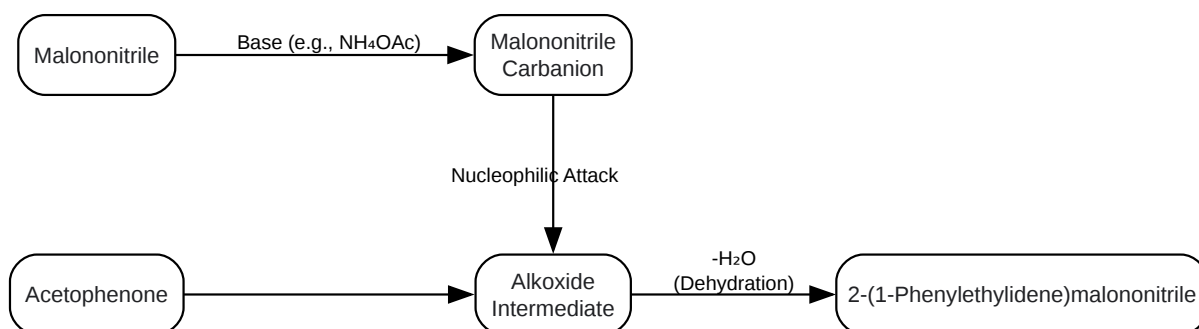 Malononitrile
Base (e.g., NH₄OAc)
Malononitrile
Carbanion
Nucleophilic Attack
Acetophenone
Alkoxide
Intermediate
-H₂O
(Dehydration)
2-(1-Phenylethylidene)malononitrile